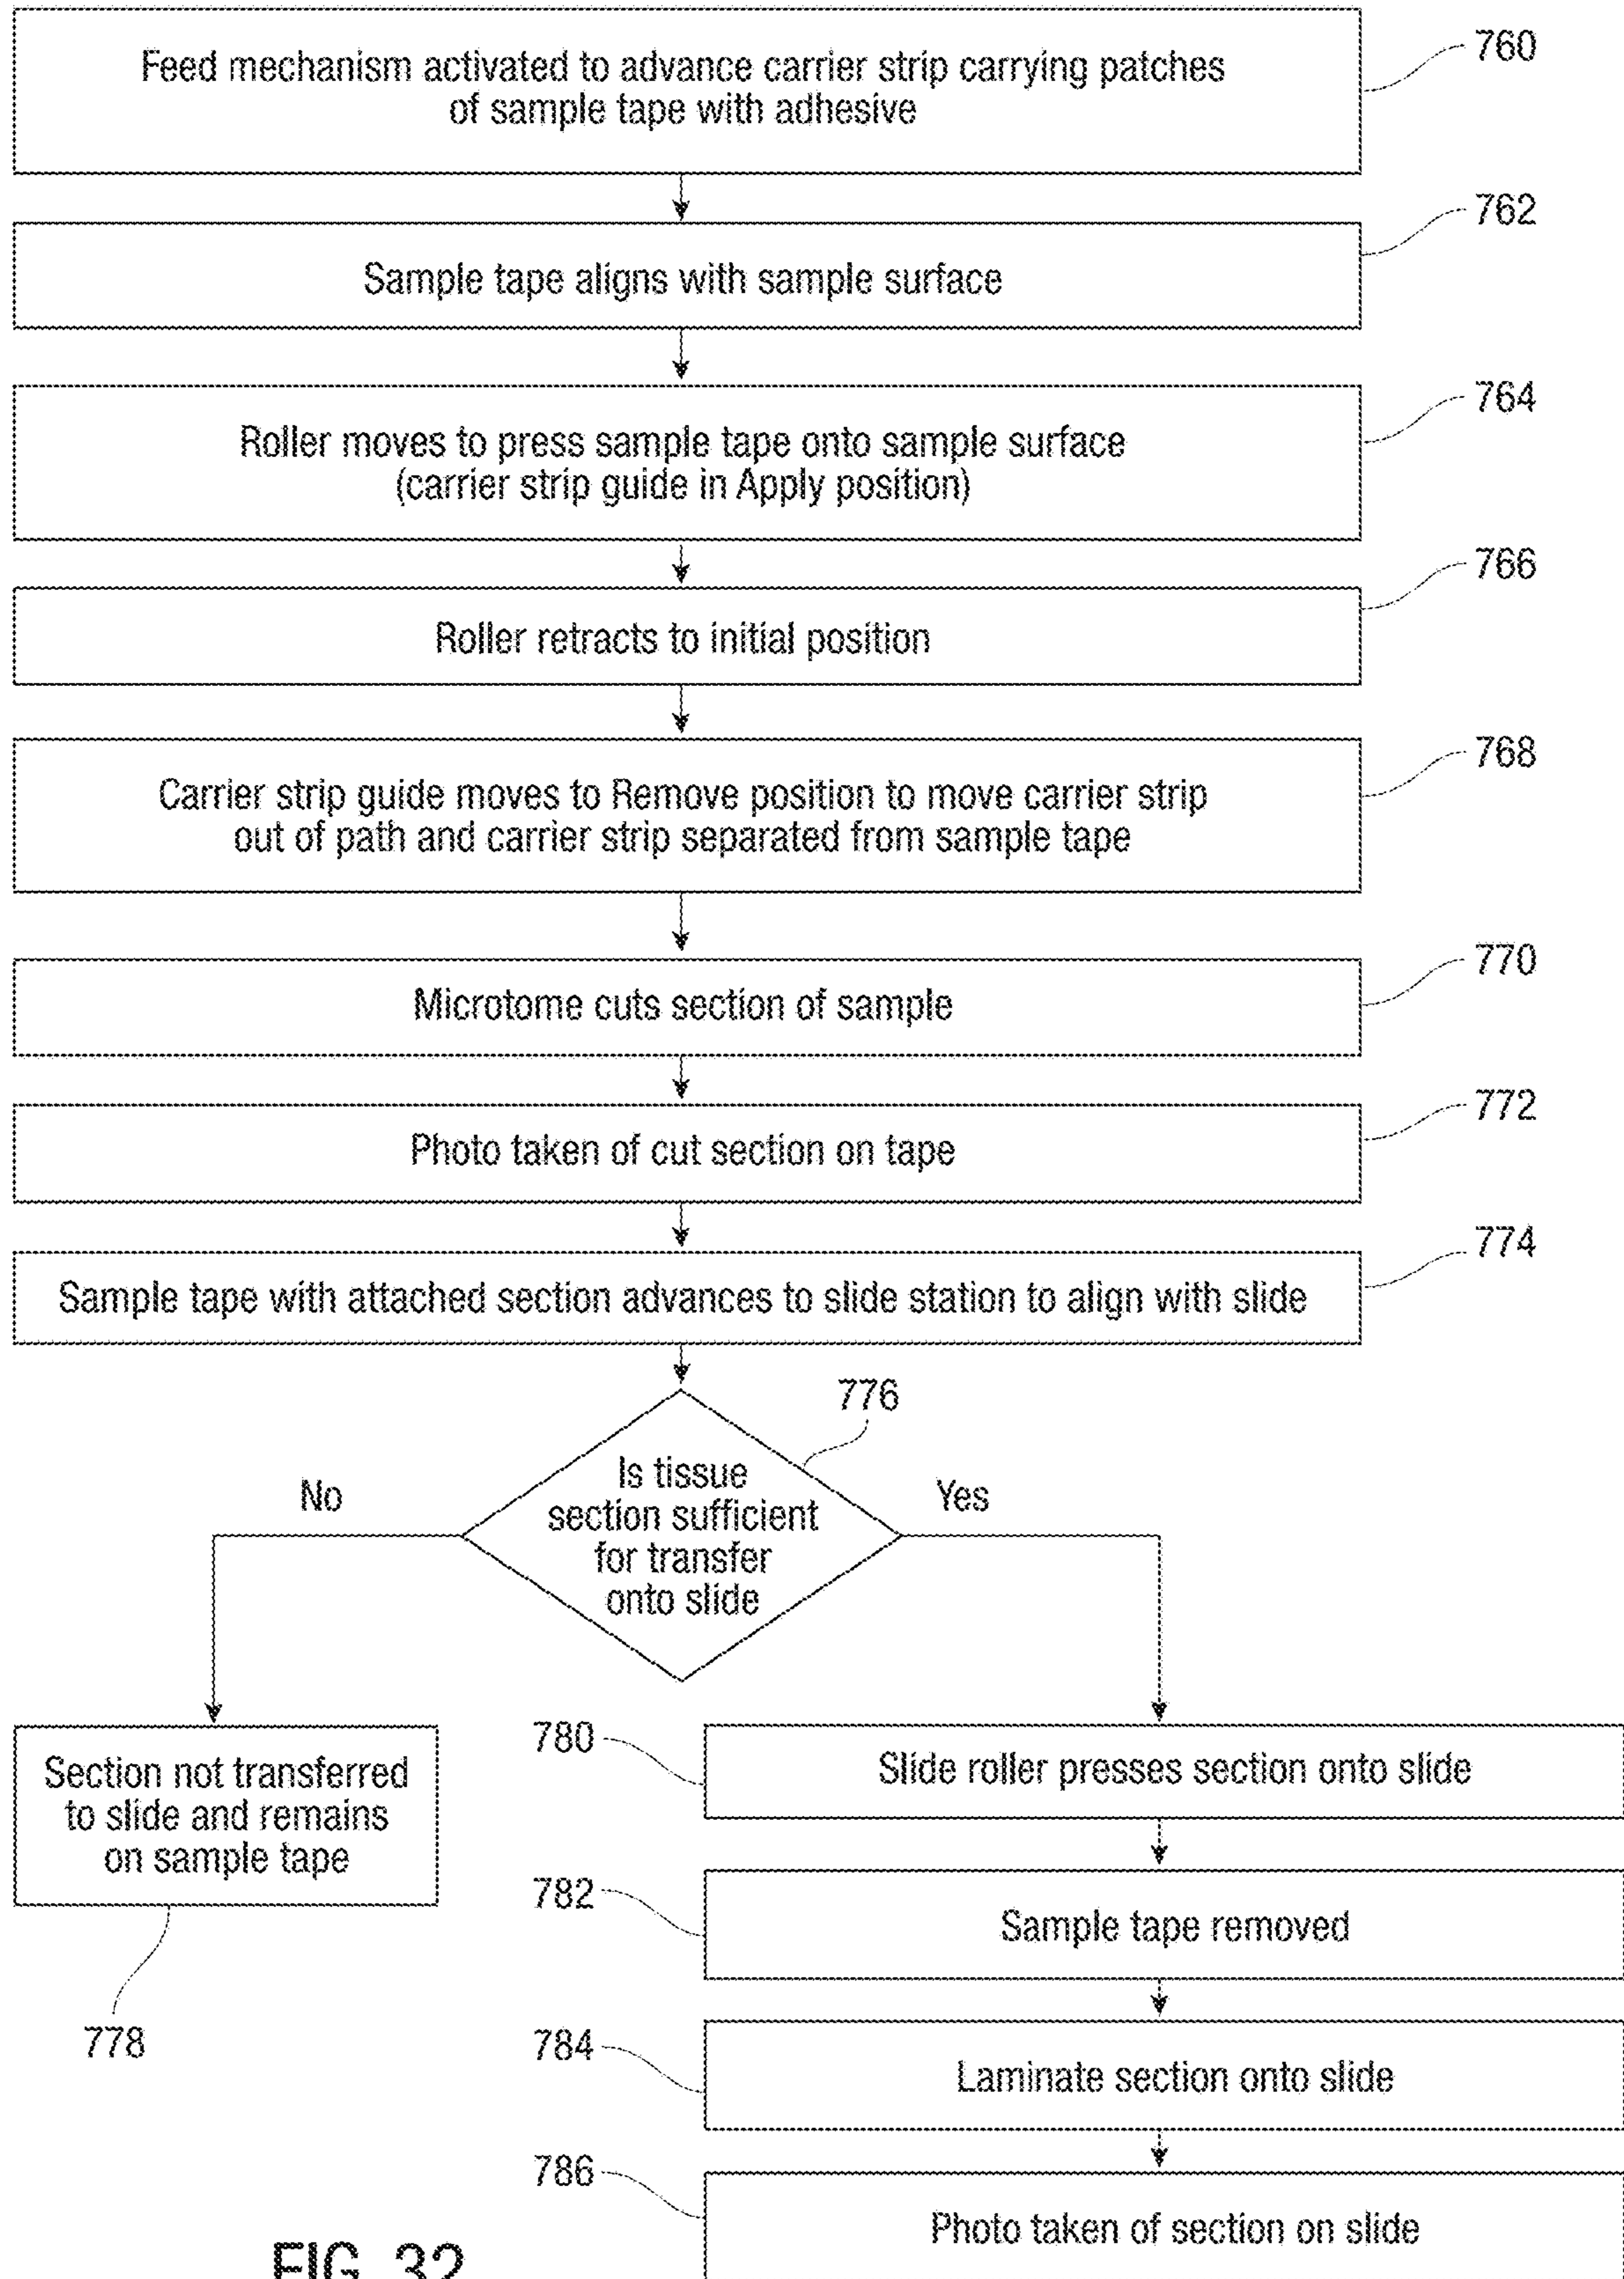 Feed mechanism activated to advance carrier strip carrying patches
of sample tape with adhesive
760
Sample tape aligns with sample surface
762
Roller moves to press sample tape onto sample surface
(carrier strip guide in Apply position)
764
Roller retracts to initial position
766
Carrier strip guide moves to Remove position to move carrier strip
out of path and carrier strip separated from sample tape
768
Microtome cuts section of sample
770
Photo taken of cut section on tape
772
Sample tape with attached section advances to slide station to align with slide
774
776
Is tissue
section sufficient
for transfer
onto slide
No
Yes
Section not transferred
to slide and remains
on sample tape
778
780
Slide roller presses section onto slide
782
Sample tape removed
784
Laminate section onto slide
786
Photo taken of section on slide
FIG. 32